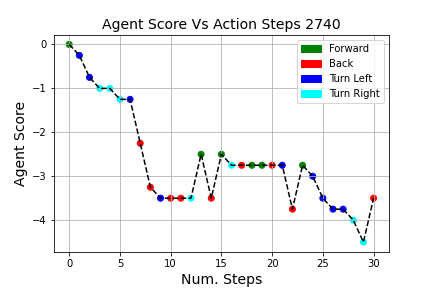 Agent Score Vs Action Steps 2740
Forward
Back
Turn Left
Turn Right
Agent Score
0
−1
−2
−3
−4
0 5 10 15 20 25 30
Num. Steps